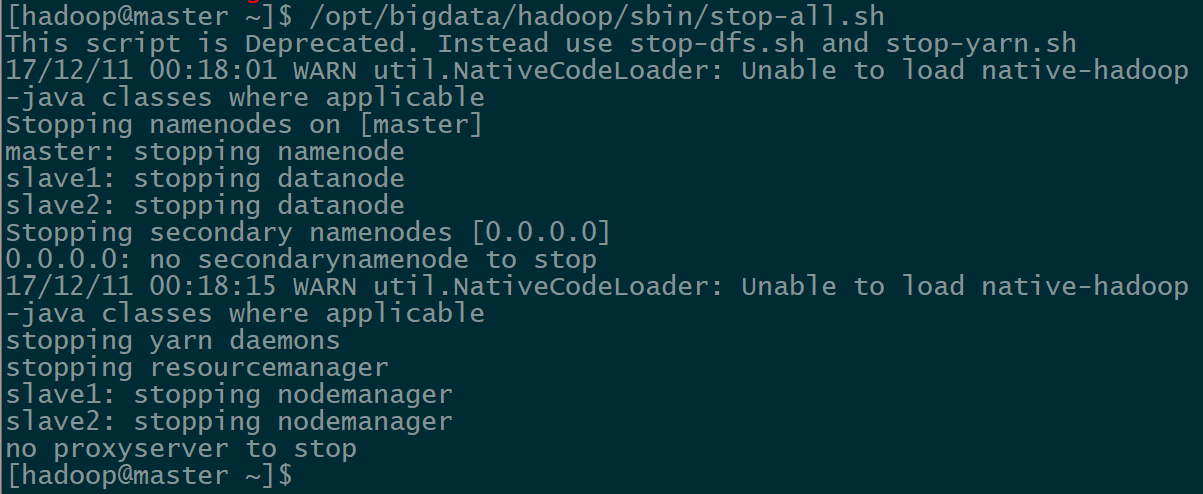 [hadoop@master ~]$ /opt/bigdata/hadoop/sbin/stop-all.sh
This script is Deprecated. Instead use stop-dfs.sh and stop-yarn.sh
17/12/11 00:18:01 WARN util.NativeCodeLoader: Unable to load native-hadoop
-java classes where applicable
Stopping namenodes on [master]
master: stopping namenode
slave1: stopping datanode
slave2: stopping datanode
Stopping secondary namenodes [0.0.0.0]
0.0.0.0: no secondarynamenode to stop
17/12/11 00:18:15 WARN util.NativeCodeLoader: Unable to load native-hadoop
-java classes where applicable
stopping yarn daemons
stopping resourcemanager
slave1: stopping nodemanager
slave2: stopping nodemanager
no proxyserver to stop
[hadoop@master ~]$